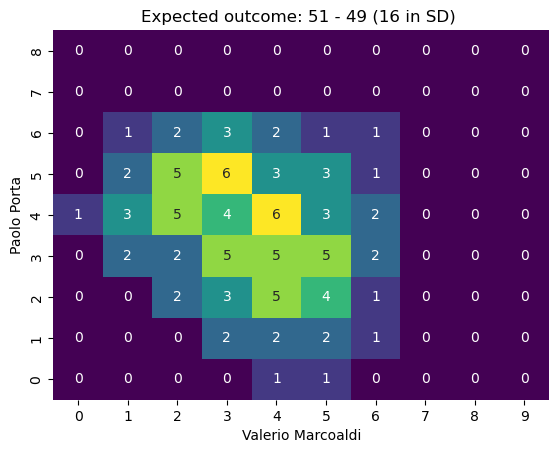 Expected outcome: 51 - 49 (16 in SD)
Paolo Porta
8 0 0 0 0 0 0 0 0 0 0
7 0 0 0 0 0 0 0 0 0 0
6 0 1 2 3 2 1 1 0 0 0
5 0 2 5 6 3 3 1 0 0 0
4 1 3 5 4 6 3 2 0 0 0
3 0 2 2 5 5 5 2 0 0 0
2 0 0 2 3 5 4 1 0 0 0
1 0 0 0 2 2 2 1 0 0 0
0 0 0 0 0 1 1 0 0 0 0
0 1 2 3 4 5 6 7 8 9
Valerio Marcoaldi